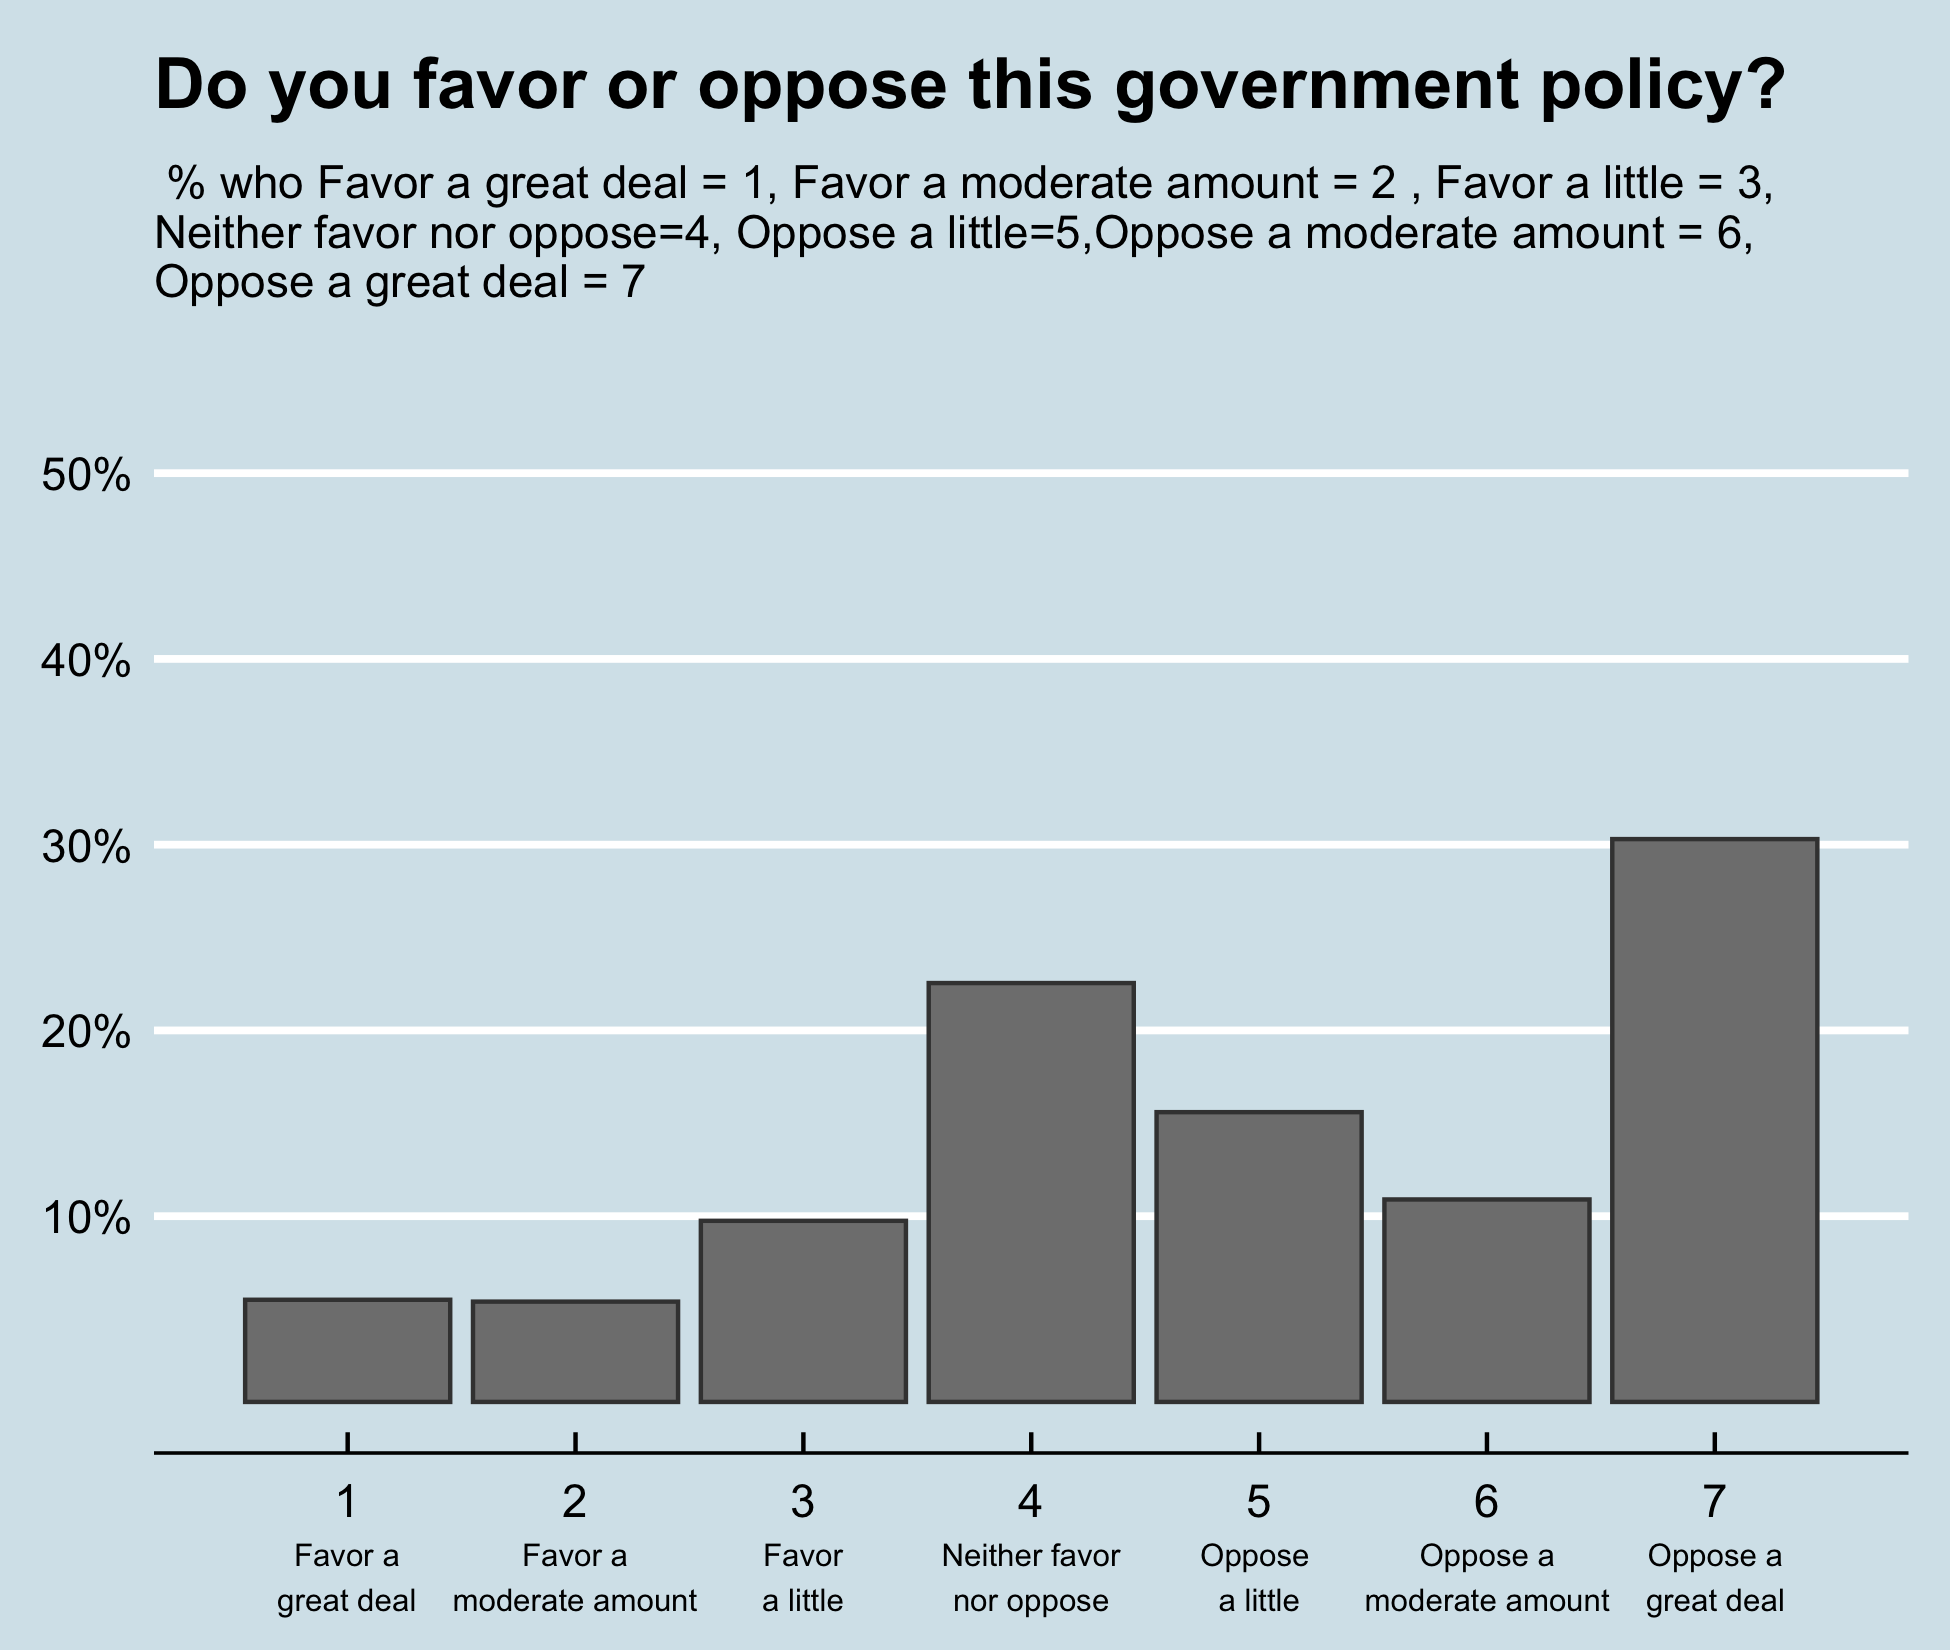 Do you favor or oppose this government policy?
% who Favor a great deal = 1, Favor a moderate amount = 2 , Favor a little = 3,
Neither favor nor oppose=4, Oppose a little=5,Oppose a moderate amount = 6,
Oppose a great deal = 7
50%
40%
30%
20%
10%
1 2 3 4 5 6 7
Favor a Favor a Favor Neither favor Oppose Oppose a Oppose a
great deal moderate amount a little nor oppose a little moderate amount great deal